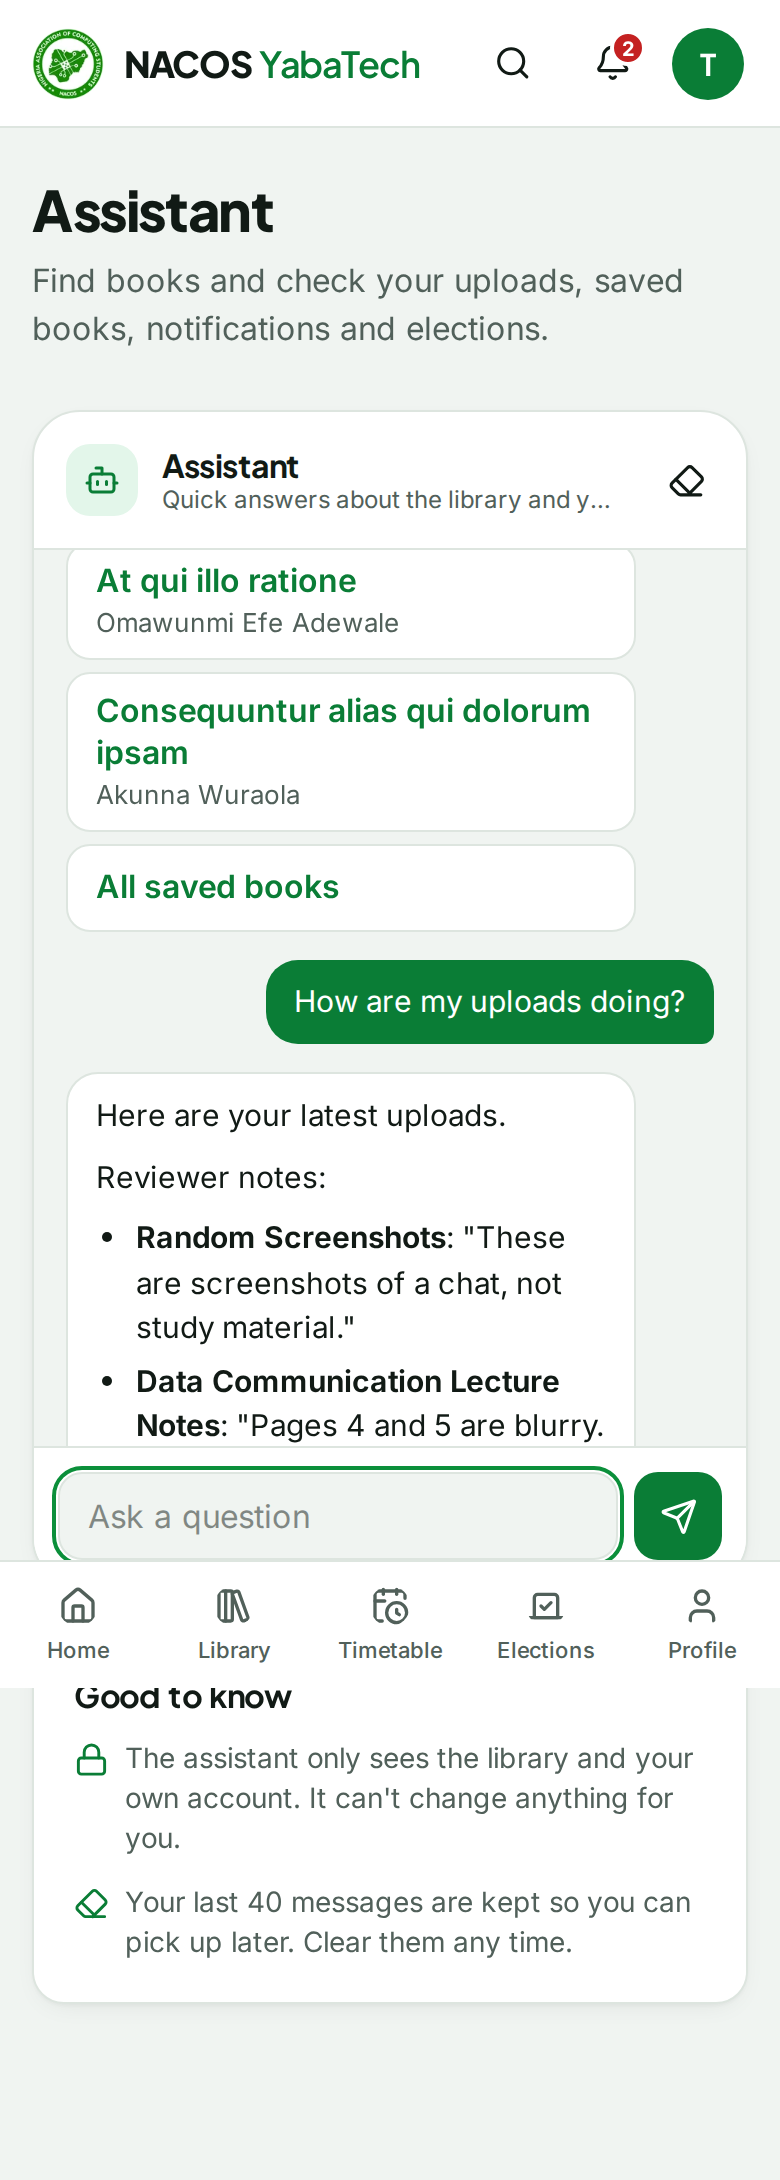 NACOS YabaTech
2
T
Assistant
Find books and check your uploads, saved
books, notifications and elections.
Assistant
Quick answers about the library and y...
At qui illo ratione
Omawunmi Efe Adewale
Consequuntur alias qui dolorum
ipsam
Akunna Wuraola
All saved books
How are my uploads doing?
Here are your latest uploads.
Reviewer notes:
• Random Screenshots: "These
are screenshots of a chat, not
study material."
• Data Communication Lecture
Notes: "Pages 4 and 5 are blurry.
Ask a question
Home
Library
Timetable
Elections
Profile
Good to know
The assistant only sees the library and your
own account. It can't change anything for
you.
Your last 40 messages are kept so you can
pick up later. Clear them any time.